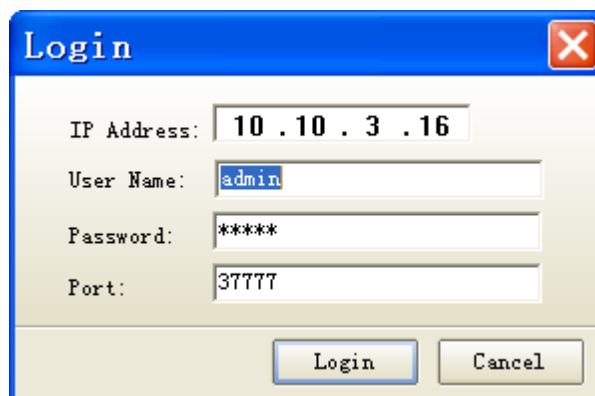 Login
IP Address: 10 .10 . 3 .16
User Name: admin
Password: *****
Port: 37777
Login Cancel